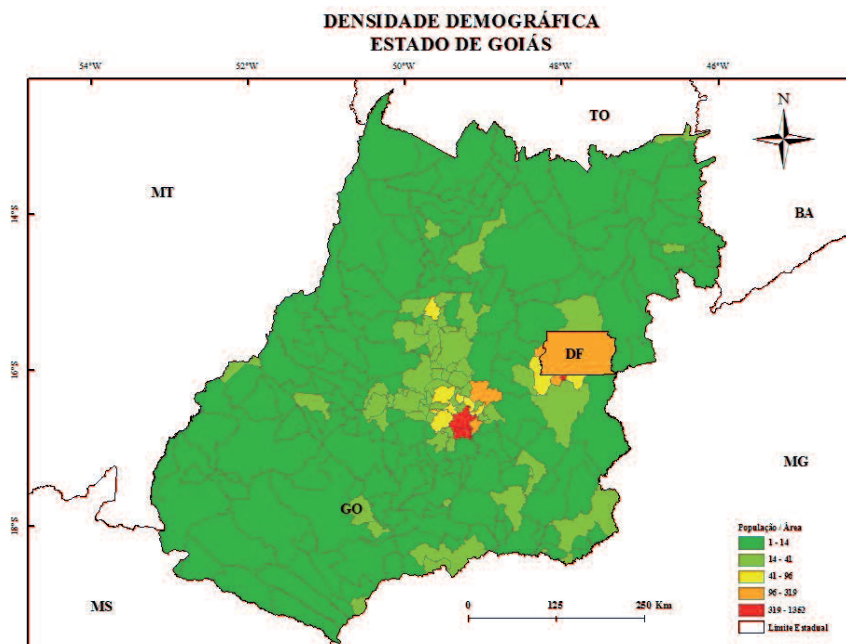 DENSIDADE DEMOGRÁFICA
ESTADO DE GOIÁS
54°W 52°W 50°W 48°W 46°W
N
TO
MT
BA
14°S
DF
16°S
MG
GO
18°S
MS
População / Área
1 - 14
14 - 41
41 - 96
96 - 319
319 - 1362
Limite Estadual
0 125 250 Km